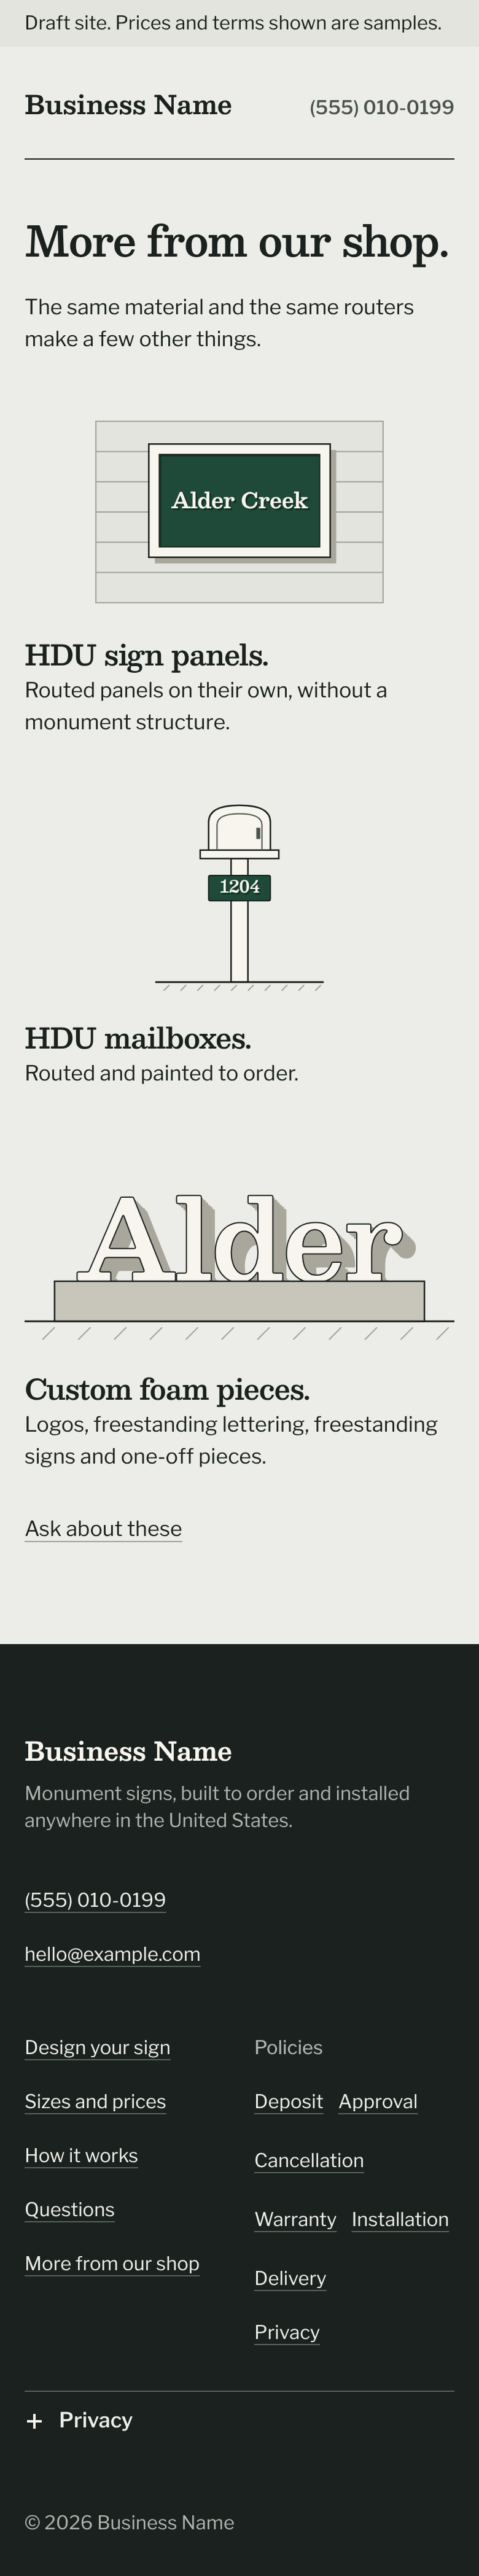 Draft site. Prices and terms shown are samples.
Business Name
(555) 010-0199
More from our shop.
The same material and the same routers
make a few other things.
Alder Creek
HDU sign panels.
Routed panels on their own, without a
monument structure.
1204
HDU mailboxes.
Routed and painted to order.
Alder
Custom foam pieces.
Logos, freestanding lettering, freestanding
signs and one-off pieces.
Ask about these
Business Name
Monument signs, built to order and installed
anywhere in the United States.
(555) 010-0199
hello@example.com
Design your sign
Sizes and prices
How it works
Questions
More from our shop
Policies
Deposit Approval
Cancellation
Warranty Installation
Delivery
Privacy
+ Privacy
© 2026 Business Name